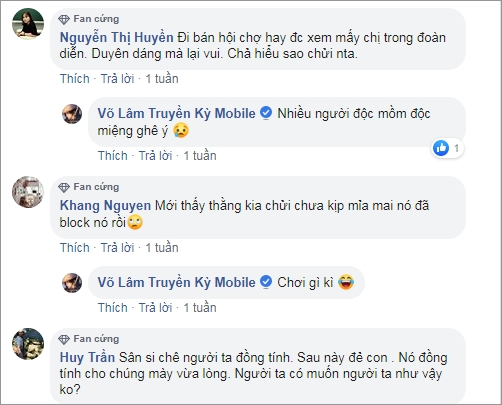 Fan cứng
Nguyễn Thị Huyền Đi bán hội chợ hay đc xem mấy chị trong đoàn
diễn. Duyên dáng mà lại vui. Chả hiểu sao chửi nta.
Thích · Trả lời · 1 tuần
Võ Lâm Truyền Kỳ Mobile Nhiều người độc mồm độc
miệng ghê ý 😥
Thích · Trả lời · 1 tuần
1
Fan cứng
Khang Nguyen Mới thấy thằng kia chửi chưa kịp mỉa mai nó đã
block nó rồi🙄
Thích · Trả lời · 1 tuần
Võ Lâm Truyền Kỳ Mobile Chơi gì kì 😂
Thích · Trả lời · 1 tuần
Fan cứng
Huy Trần Sân si chê người ta đồng tính. Sau này đẻ con . Nó đồng
tính cho chúng mày vừa lòng. Người ta có muốn người ta như vậy
ko?